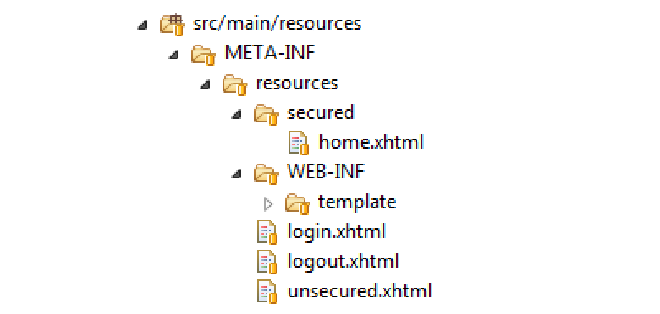 src/main/resources
META-INF
resources
secured
home.xhtml
WEB-INF
template
login.xhtml
logout.xhtml
unsecured.xhtml